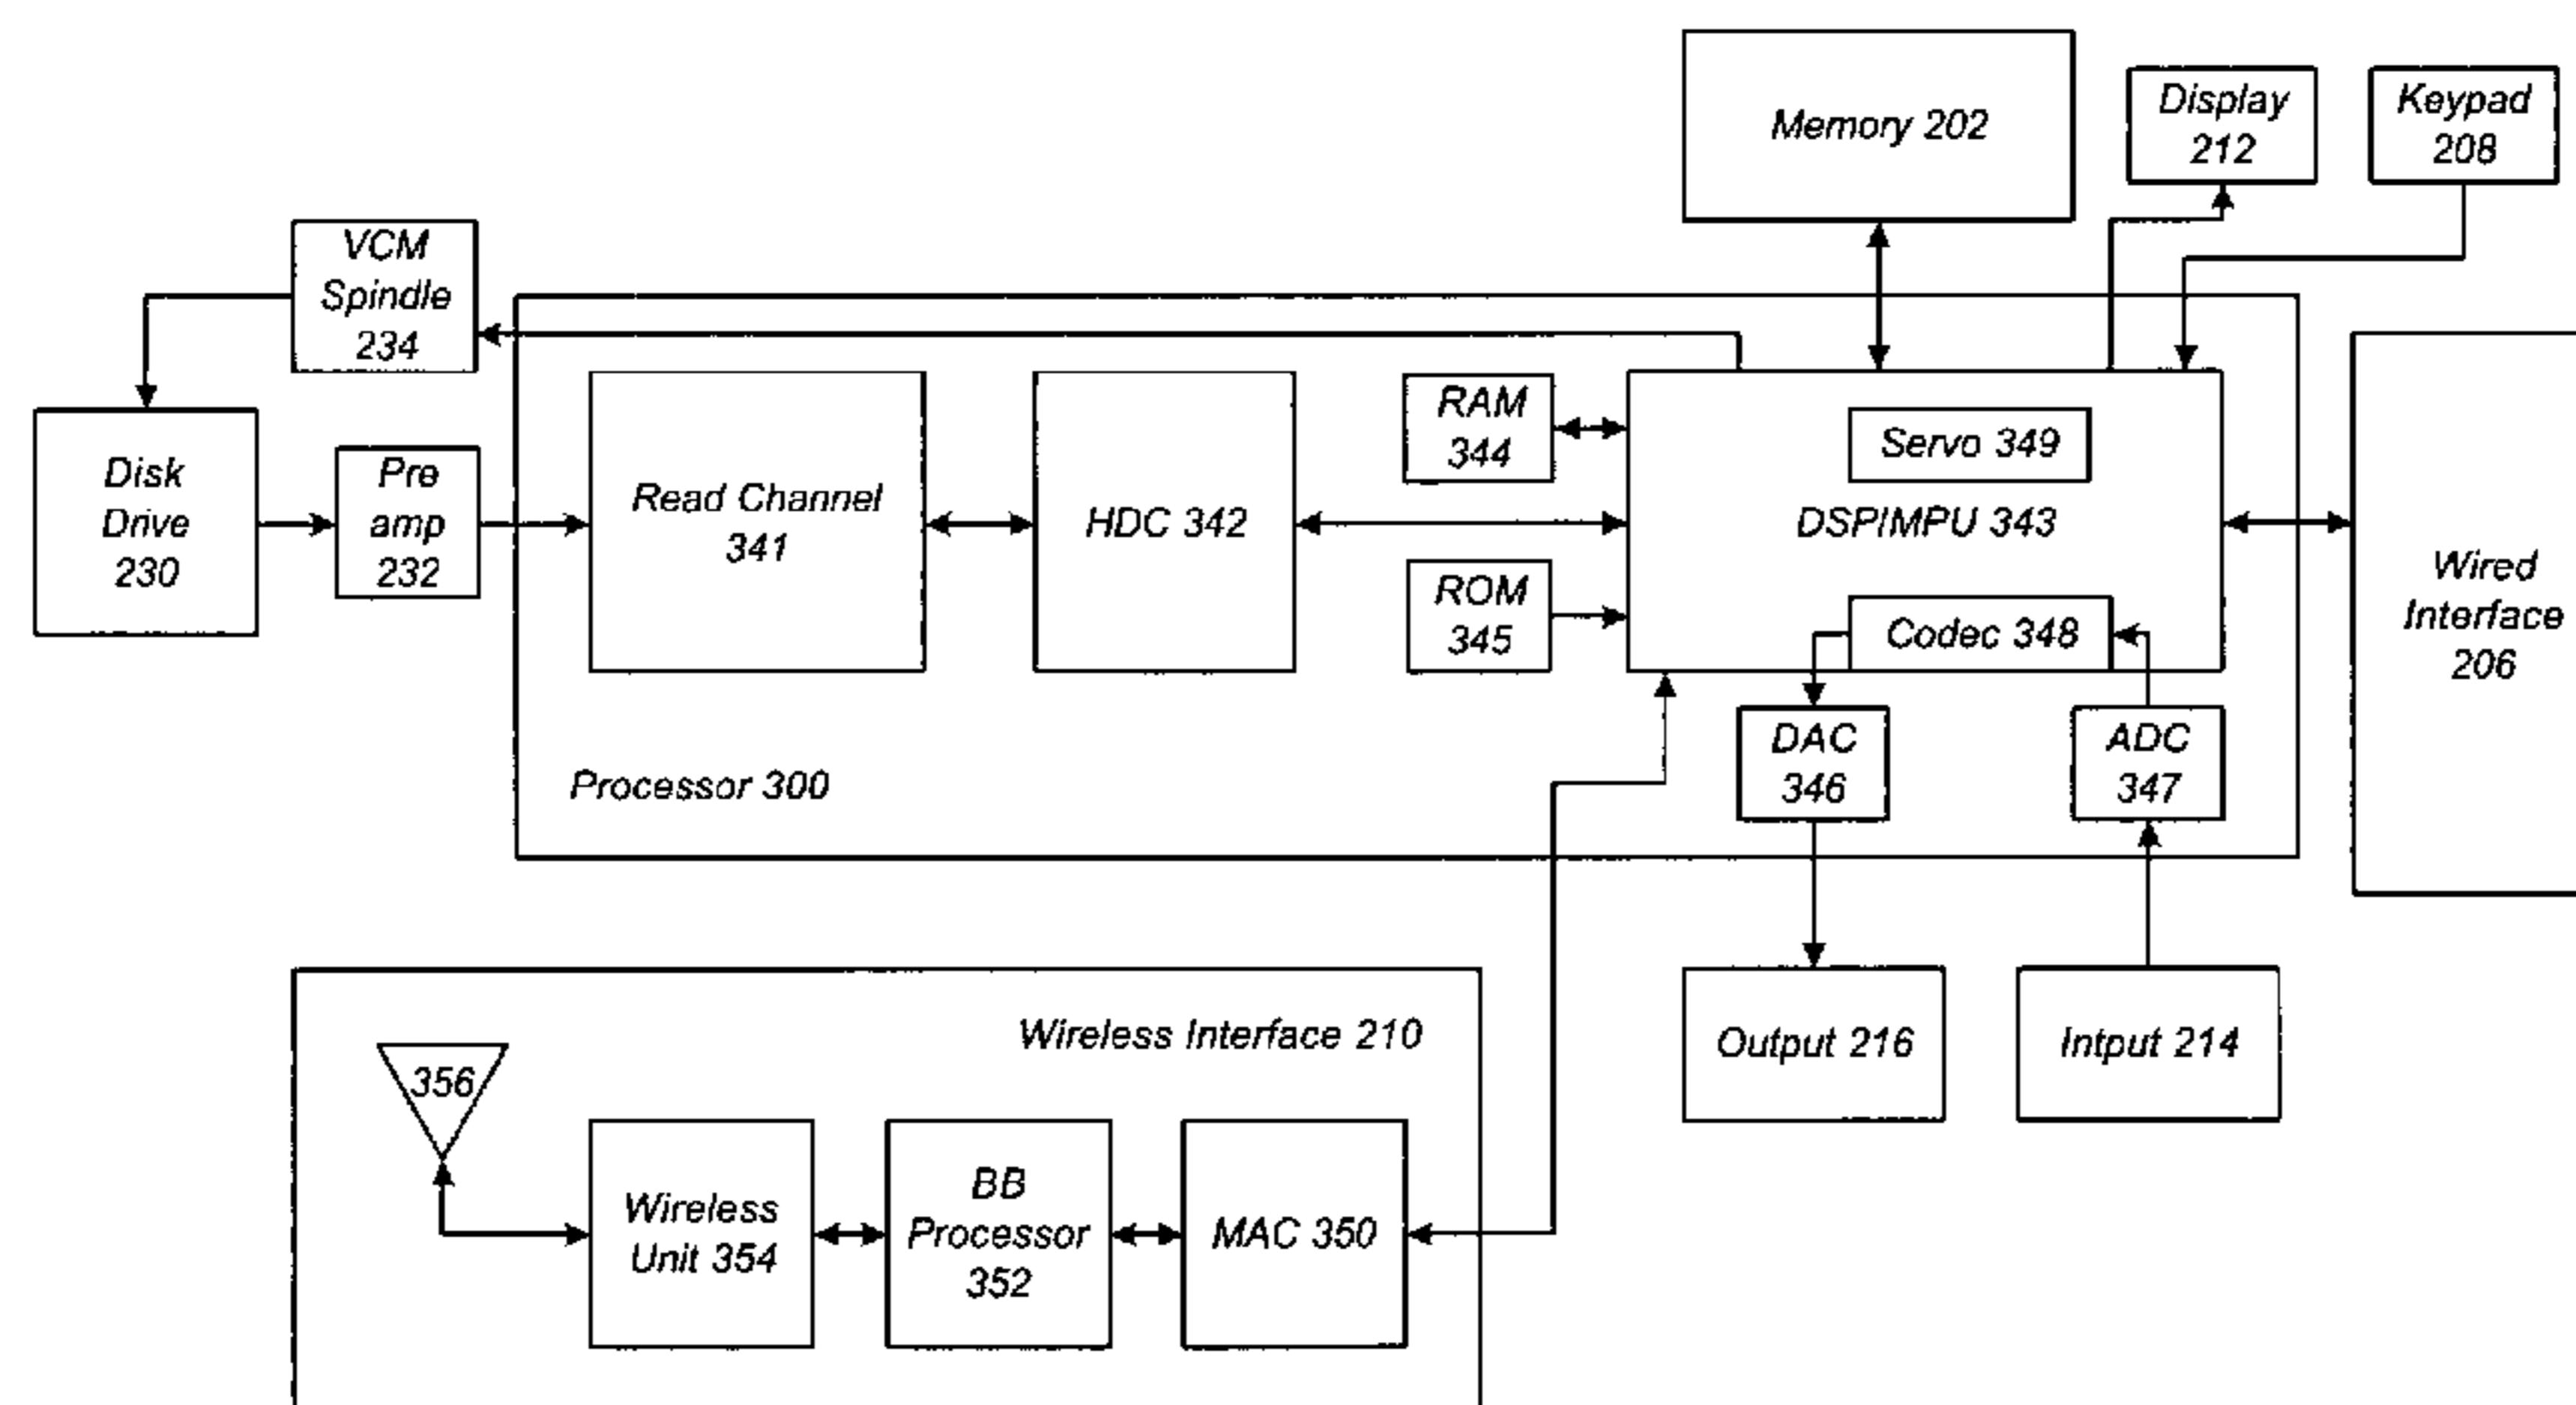 Memory 202
Display
212
Keypad
208
VCM
Spindle
234
Disk
Drive
230
Pre
amp
232
Read Channel
341
HDC 342
RAM
344
ROM
345
Servo 349
DSP/MPU 343
Codec 348
DAC
346
ADC
347
Wired
Interface
206
Processor 300
Output 216
Intput 214
Wireless Interface 210
356
Wireless
Unit 354
BB
Processor
352
MAC 350